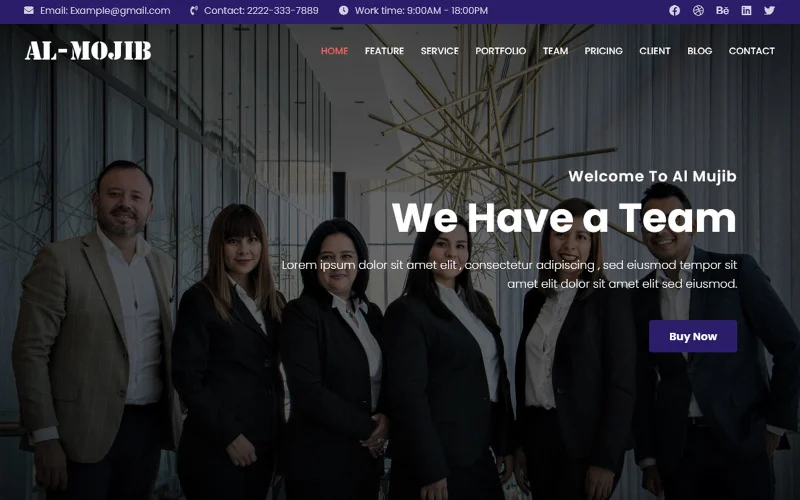 Email: Example@gmail.com Contact: 2222-333-7889 Work time: 9:00AM - 18:00PM
AL-MOJIB
HOME FEATURE SERVICE PORTFOLIO TEAM PRICING CLIENT BLOG CONTACT
Welcome To Al Mujib
We Have a Team
Lorem ipsum dolor sit amet elit , consectetur adipiscing , sed eiusmod tempor sit
amet elit dolor sit amet elit sed eiusmod.
Buy Now